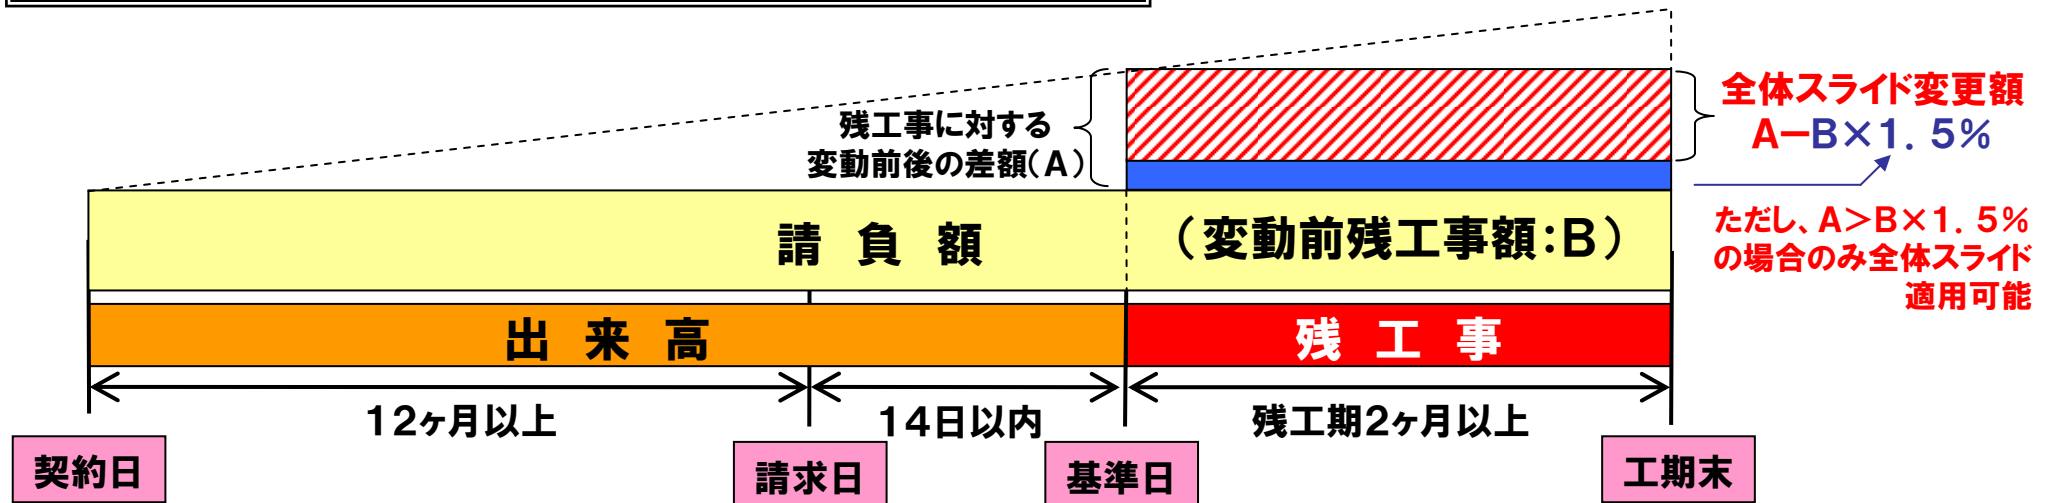 全体スライド変更額
A－B×1．5％
残工事に対する
変動前後の差額（A）
請負額
（変動前残工事額：B）
ただし、A＞B×1．5％
の場合のみ全体スライド
適用可能
出来高
残工事
12ヶ月以上
14日以内
残工期2ヶ月以上
契約日
請求日
基準日
工期末